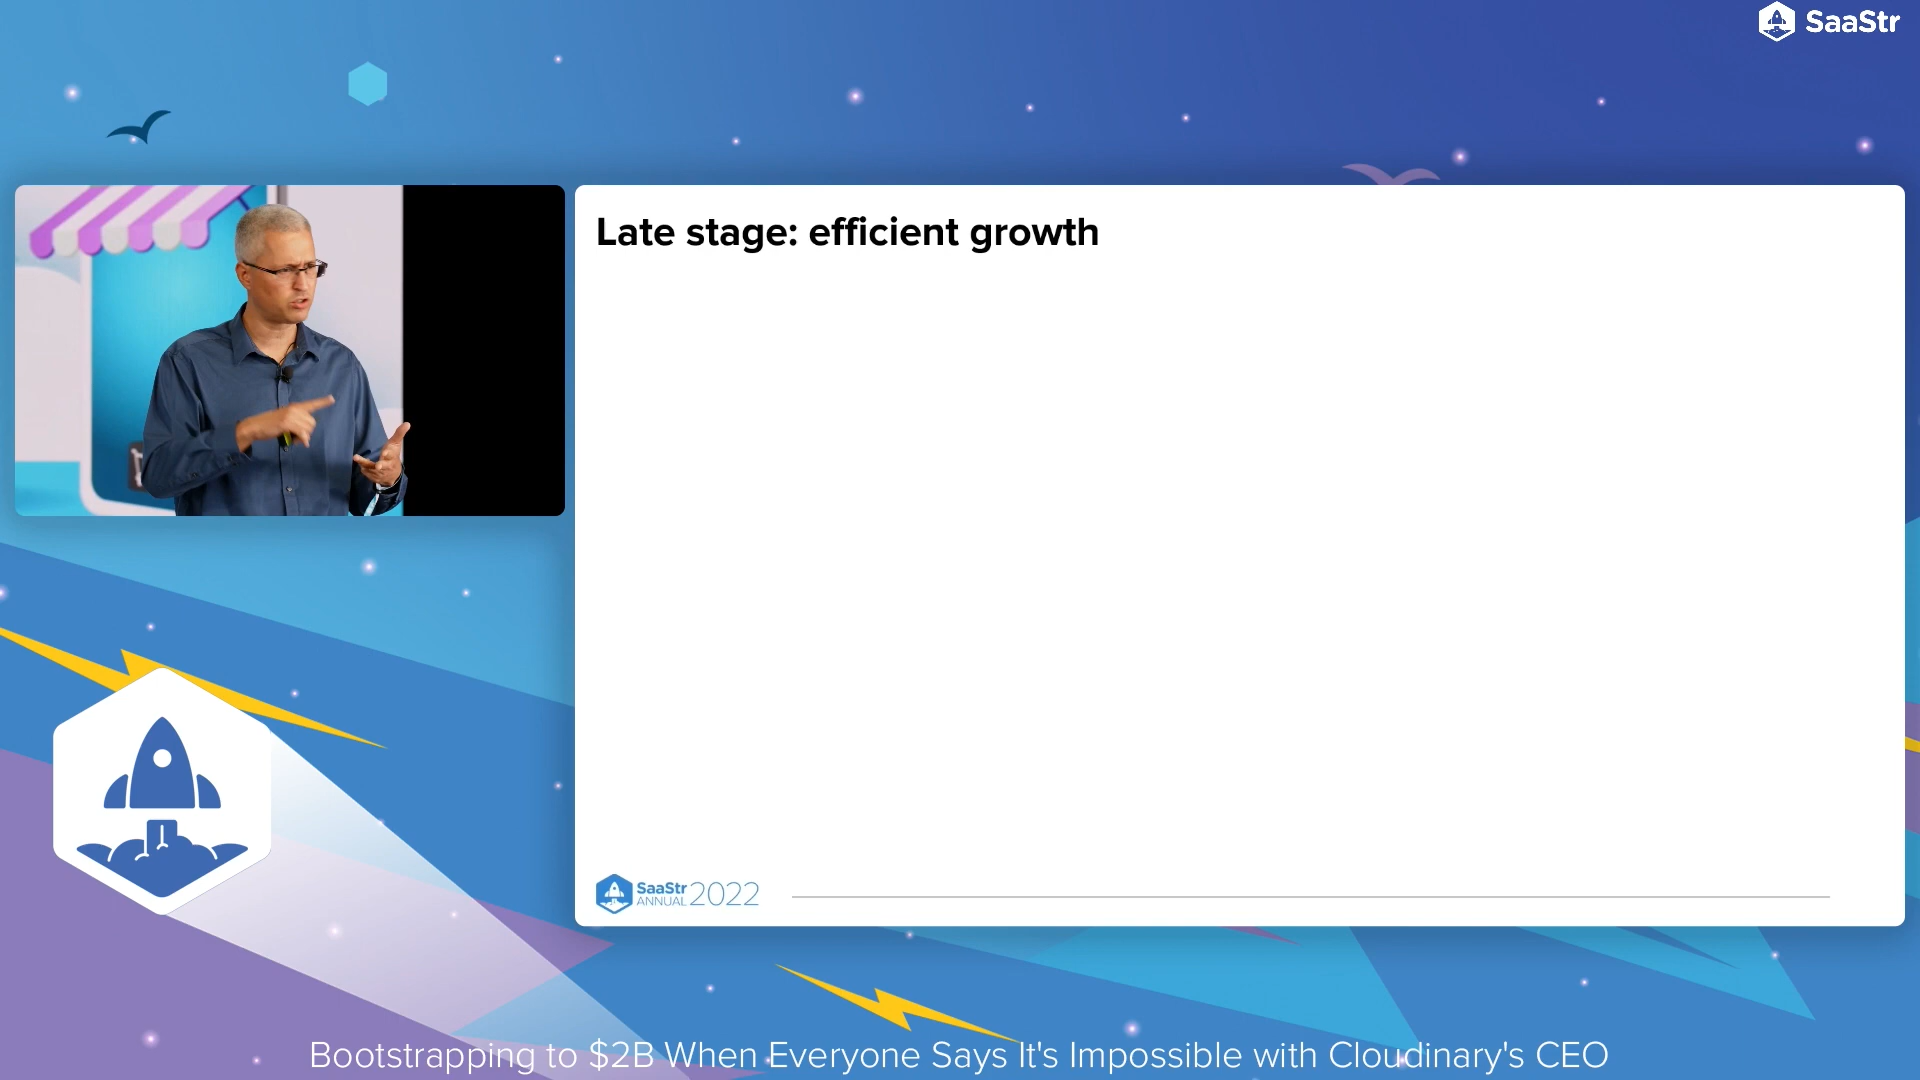 SaaStr
Late stage: efficient growth
SaaStr
ANNUAL 2022
Bootstrapping to $2B When Everyone Says It's Impossible with Cloudinary's CEO